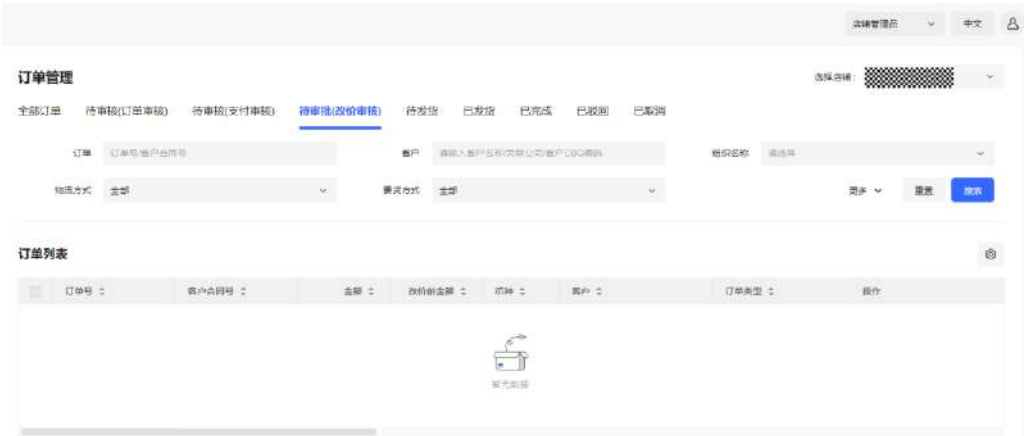 店铺管理员 中文
订单管理 选择店铺:
全部订单 待审核(订单审核) 待审核(支付审核) 待审批(改价审核) 待发货 已发货 已完成 已驳回 已取消
订单 订单号/客户合同号 客户 请输入客户名称/关联公司/客户CBG编码 组织名称 请选择
物流方式 全部 要货方式 全部 更多 重置 搜索
订单列表
订单号 客户合同号 金额 改价前金额 币种 客户 订单类型 操作
暂无数据